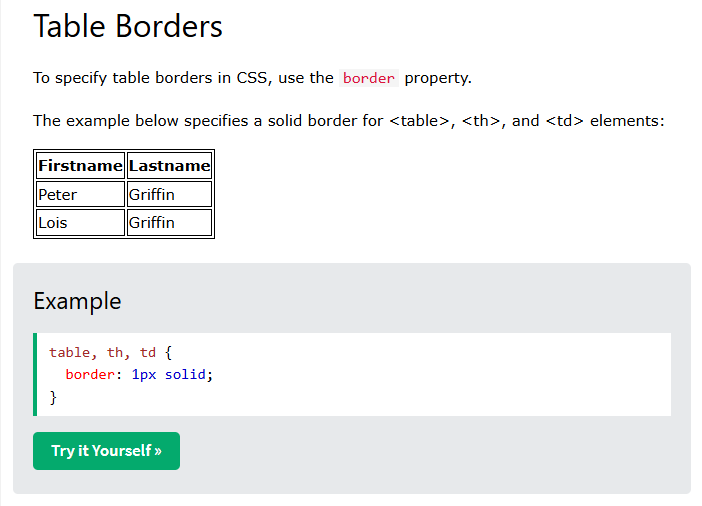 Table Borders
To specify table borders in CSS, use the border property.
The example below specifies a solid border for <table>, <th>, and <td> elements:
Firstname Lastname
Peter Griffin
Lois Griffin
Example
table, th, td {
  border: 1px solid;
}
Try it Yourself »